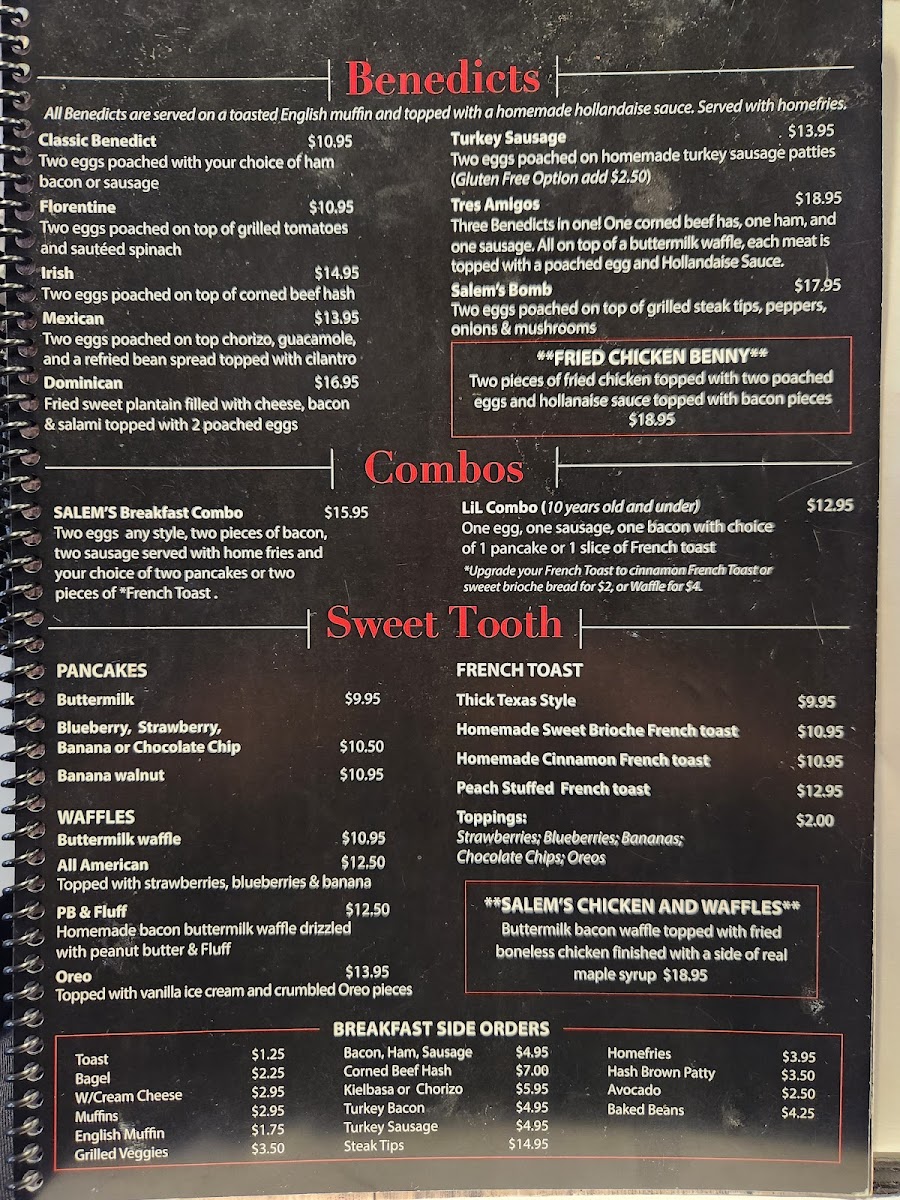 Benedicts
All Benedicts are served on a toasted English muffin and topped with a homemade hollandaise sauce. Served with homefries.
Classic Benedict $10.95
Two eggs poached with your choice of ham
bacon or sausage
Florentine $10.95
Two eggs poached on top of grilled tomatoes
and sautéed spinach
Irish $14.95
Two eggs poached on top of corned beef hash
Mexican $13.95
Two eggs poached on top chorizo, guacamole,
and a refried bean spread topped with cilantro
Dominican $16.95
Fried sweet plantain filled with cheese, bacon
& salami topped with 2 poached eggs
Turkey Sausage $13.95
Two eggs poached on homemade turkey sausage patties
(Gluten Free Option add $2.50)
Tres Amigos $18.95
Three Benedicts in one! One corned beef has, one ham, and
one sausage. All on top of a buttermilk waffle, each meat is
topped with a poached egg and Hollandaise Sauce.
Salem's Bomb $17.95
Two eggs poached on top of grilled steak tips, peppers,
onions & mushrooms
**FRIED CHICKEN BENNY**
Two pieces of fried chicken topped with two poached
eggs and hollanaise sauce topped with bacon pieces
$18.95
Combos
SALEM'S Breakfast Combo $15.95
Two eggs any style, two pieces of bacon,
two sausage served with home fries and
your choice of two pancakes or two
pieces of *French Toast .
LiL Combo (10 years old and under) $12.95
One egg, one sausage, one bacon with choice
of 1 pancake or 1 slice of French toast
*Upgrade your French Toast to cinnamon French Toast or
sweeet brioche bread for $2, or Waffle for $4.
Sweet Tooth
PANCAKES
Buttermilk $9.95
Blueberry, Strawberry,
Banana or Chocolate Chip $10.50
Banana walnut $10.95
WAFFLES
Buttermilk waffle $10.95
All American $12.50
Topped with strawberries, blueberries & banana
PB & Fluff $12.50
Homemade bacon buttermilk waffle drizzled
with peanut butter & Fluff
Oreo $13.95
Topped with vanilla ice cream and crumbled Oreo pieces
FRENCH TOAST
Thick Texas Style $9.95
Homemade Sweet Brioche French toast $10.95
Homemade Cinnamon French toast $10.95
Peach Stuffed French toast $12.95
Toppings: $2.00
Strawberries; Blueberries; Bananas;
Chocolate Chips; Oreos
**SALEM'S CHICKEN AND WAFFLES**
Buttermilk bacon waffle topped with fried
boneless chicken finished with a side of real
maple syrup $18.95
BREAKFAST SIDE ORDERS
Toast $1.25
Bagel $2.25
W/Cream Cheese $2.95
Muffins $2.95
English Muffin $1.75
Grilled Veggies $3.50
Bacon, Ham, Sausage $4.95
Corned Beef Hash $7.00
Kielbasa or Chorizo $5.95
Turkey Bacon $4.95
Turkey Sausage $4.95
Steak Tips $14.95
Homefries $3.95
Hash Brown Patty $3.50
Avocado $2.50
Baked Beans $4.25